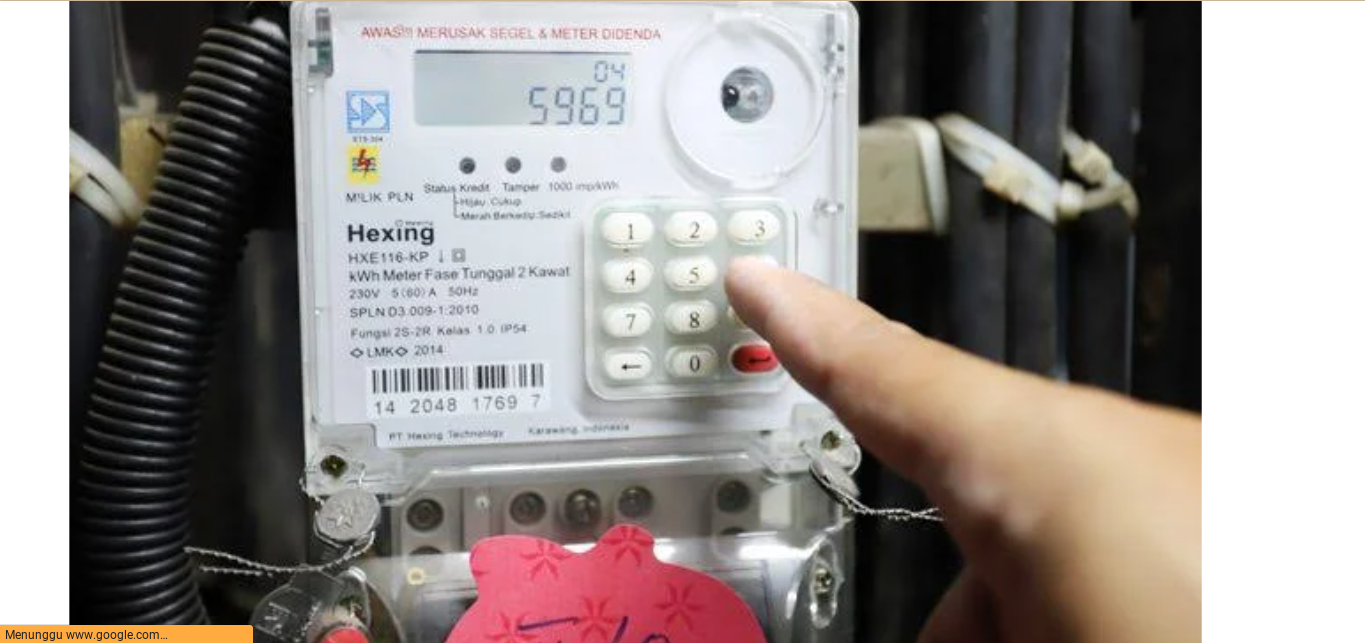 AWAS!!! MERUSAK SEGEL & METER DIDENDA
04
5969
MILIK PLN
Status Kredit Tamper 1000 imp/kWh
Hijau: Cukup
Merah Berkedip: Sedikit
Hexing
HXE116-KP
kWh Meter Fase Tunggal 2 Kawat
230V 5(60)A 50Hz
SPLN D3.009-1:2010
Fungsi 2S-2R Kelas 1.0 IP54
LMK 2014
14 2048 1769 7
PT Hexing Technology Karawang, Indonesia
1 2 3
4 5
7 8
← 0
Menunggu www.google.com...